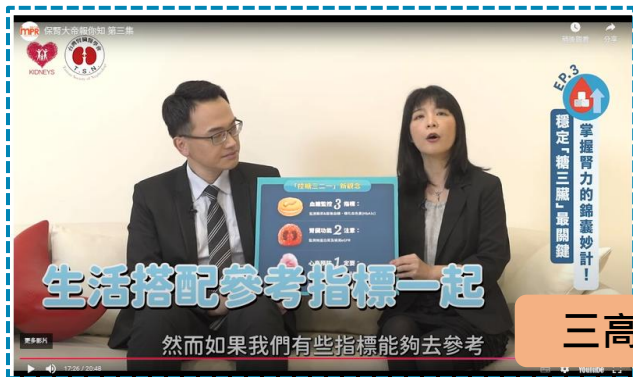 保腎大帝報你知 第三集
稍後觀看
分享
KIDNEYS
T.S.N
EP.3
掌握腎力的錦囊妙計！
穩定「糖三臟」最關鍵
「控糖三二一」新觀念
血糖監控 3 指標：
腎臟功能 2 注意：
生活搭配參考指標一起
三高
更多影片
然而如果我們有些指標能夠去參考
17:26 / 20:48
YouTube